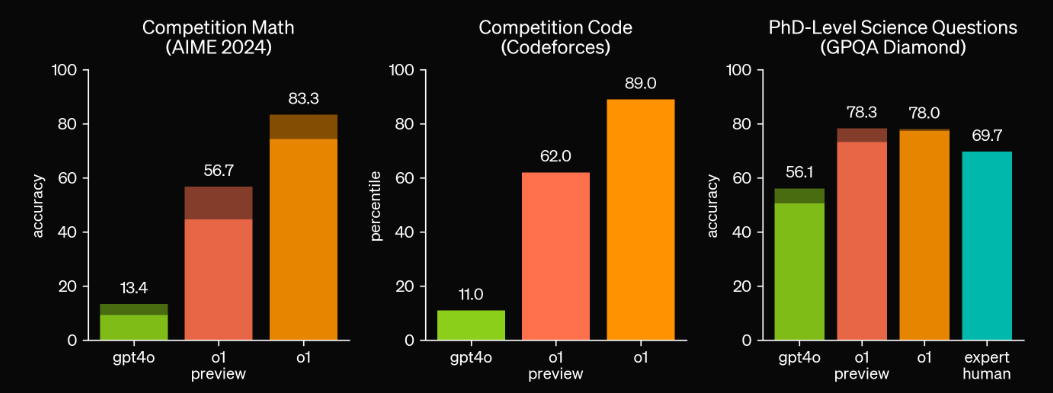 Competition Math
(AIME 2024)
100
80
60
40
20
0
accuracy
13.4
56.7
83.3
gpt4o
o1
preview
o1
Competition Code
(Codeforces)
100
80
60
40
20
0
percentile
11.0
62.0
89.0
gpt4o
o1
preview
o1
PhD-Level Science Questions
(GPQA Diamond)
100
80
60
40
20
0
accuracy
56.1
78.3
78.0
69.7
gpt4o
o1
preview
o1
expert
human